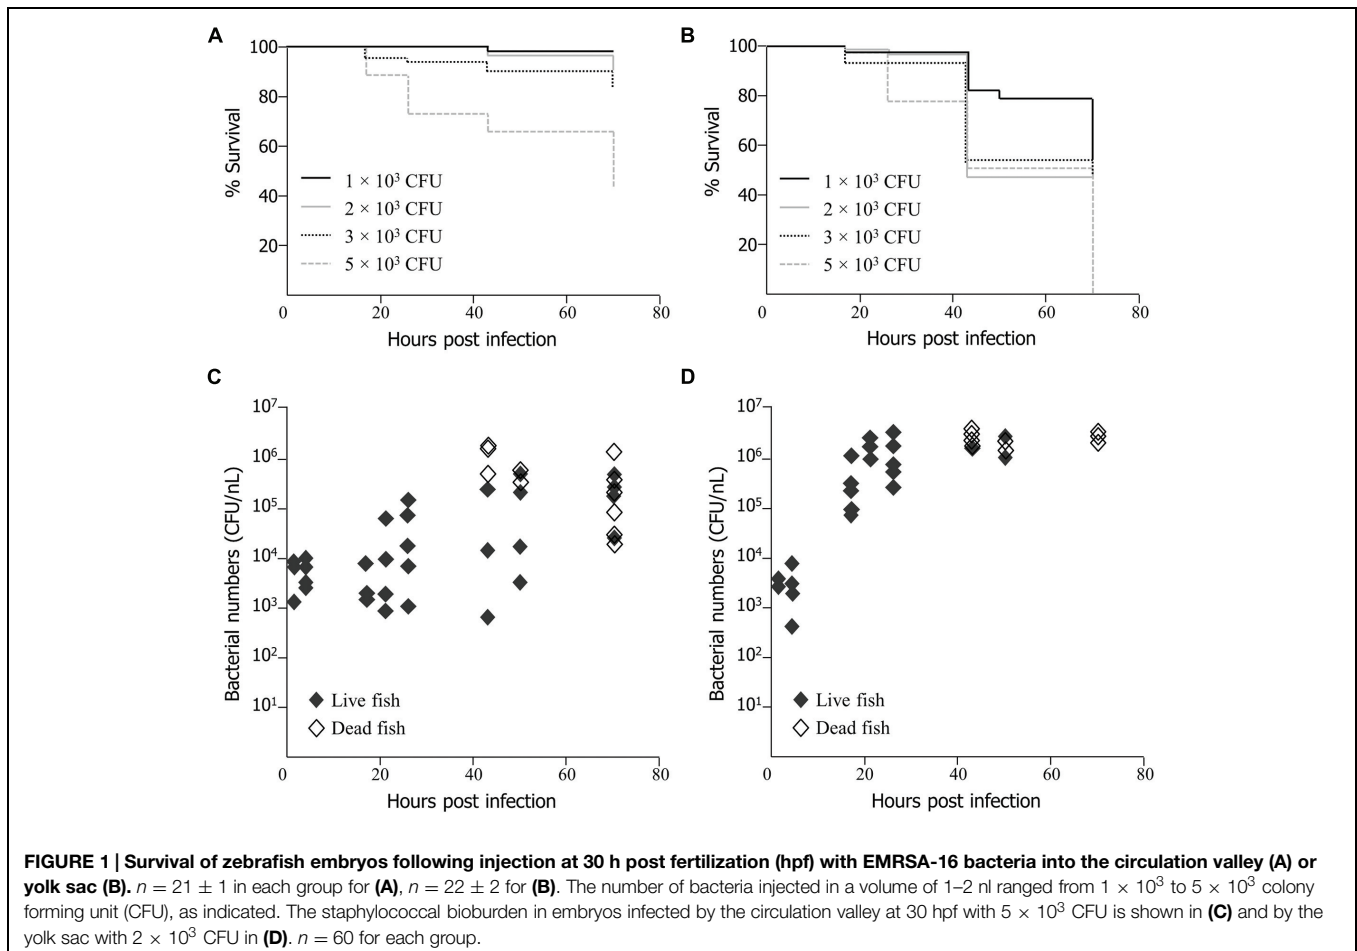 A
100
80
60
40
20
% Survival
1 × 10³ CFU
2 × 10³ CFU
3 × 10³ CFU
5 × 10³ CFU
0 20 40 60 80
Hours post infection
B
100
80
60
40
20
% Survival
1 × 10³ CFU
2 × 10³ CFU
3 × 10³ CFU
5 × 10³ CFU
0 20 40 60 80
Hours post infection
C
10⁷
10⁶
10⁵
10⁴
10³
10²
10¹
Bacterial numbers (CFU/nL)
Live fish
Dead fish
0 20 40 60 80
Hours post infection
D
10⁷
10⁶
10⁵
10⁴
10³
10²
10¹
Bacterial numbers (CFU/nL)
Live fish
Dead fish
0 20 40 60 80
Hours post infection
FIGURE 1 | Survival of zebrafish embryos following injection at 30 h post fertilization (hpf) with EMRSA-16 bacteria into the circulation valley (A) or
yolk sac (B). n = 21 ± 1 in each group for (A), n = 22 ± 2 for (B). The number of bacteria injected in a volume of 1–2 nl ranged from 1 × 10³ to 5 × 10³ colony
forming unit (CFU), as indicated. The staphylococcal bioburden in embryos infected by the circulation valley at 30 hpf with 5 × 10³ CFU is shown in (C) and by the
yolk sac with 2 × 10³ CFU in (D). n = 60 for each group.